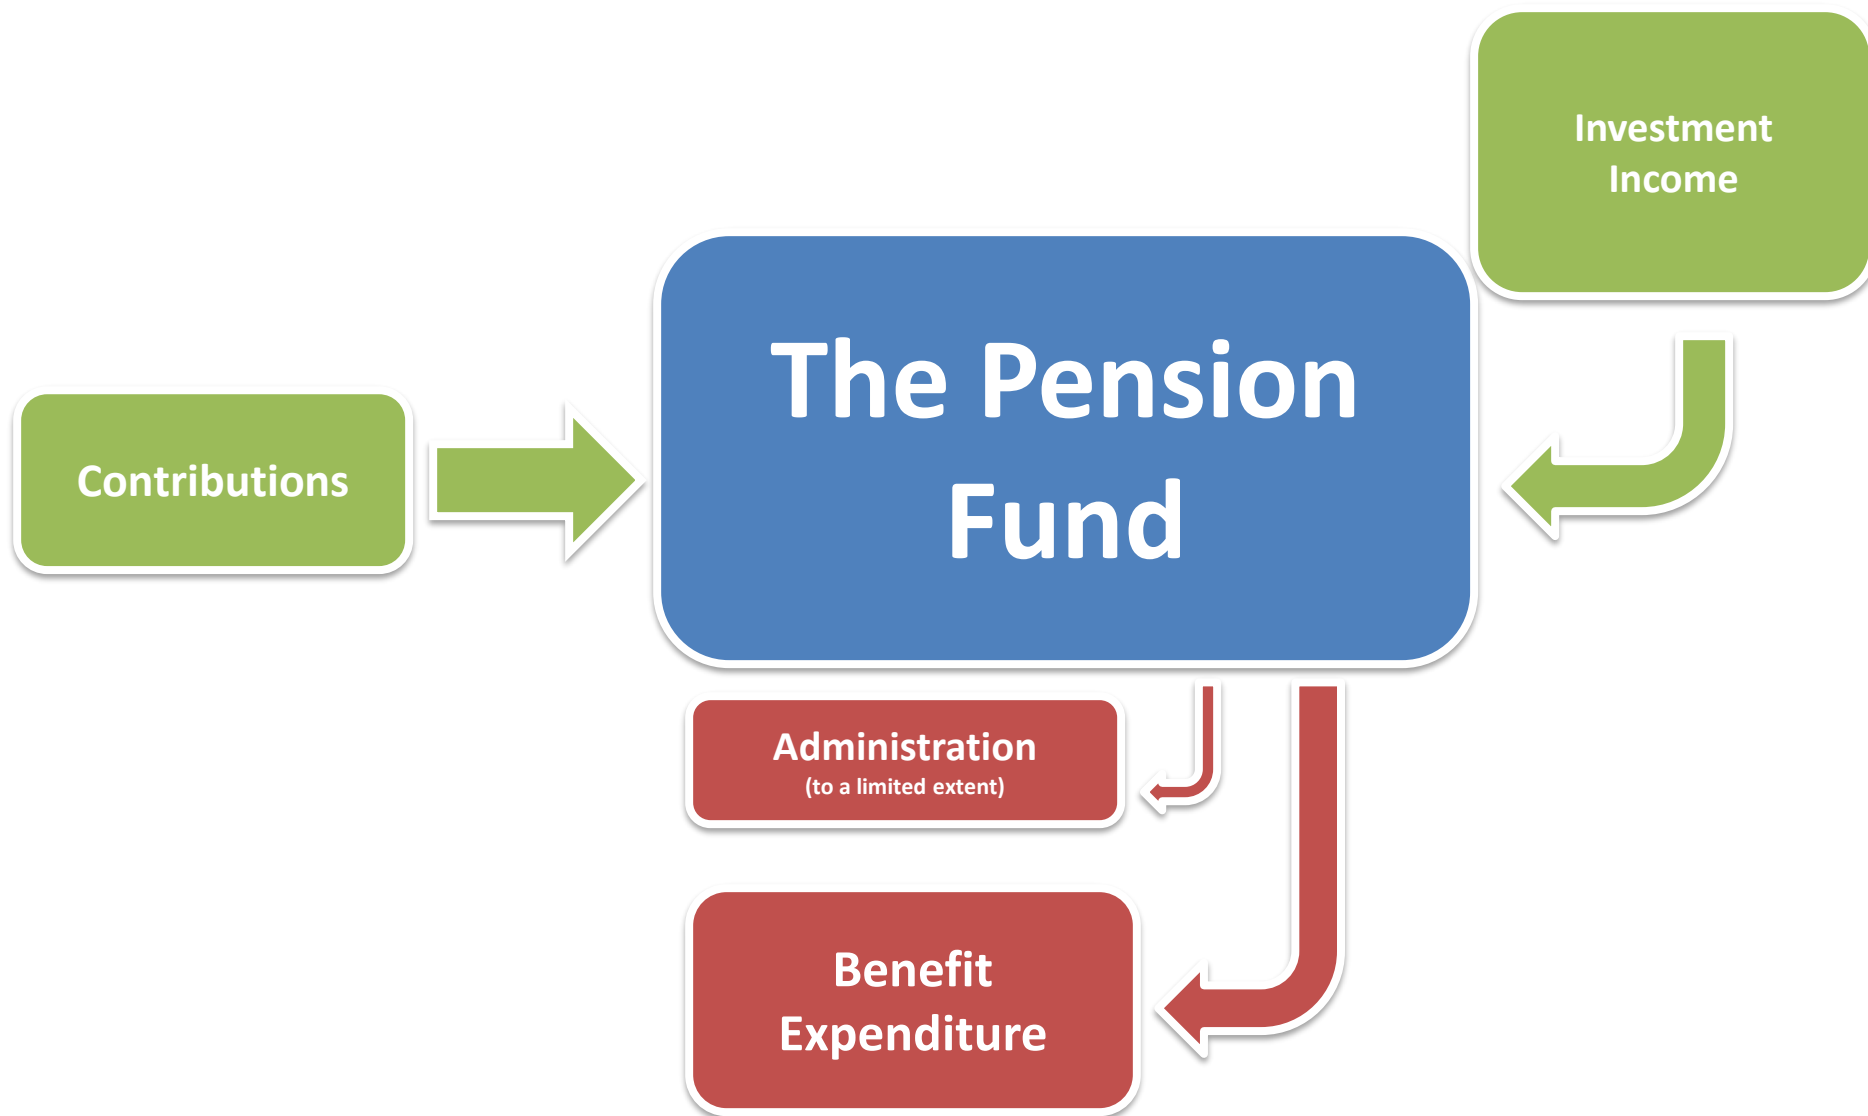 Investment
Income
The Pension
Fund
Contributions
Administration
(to a limited extent)
Benefit
Expenditure